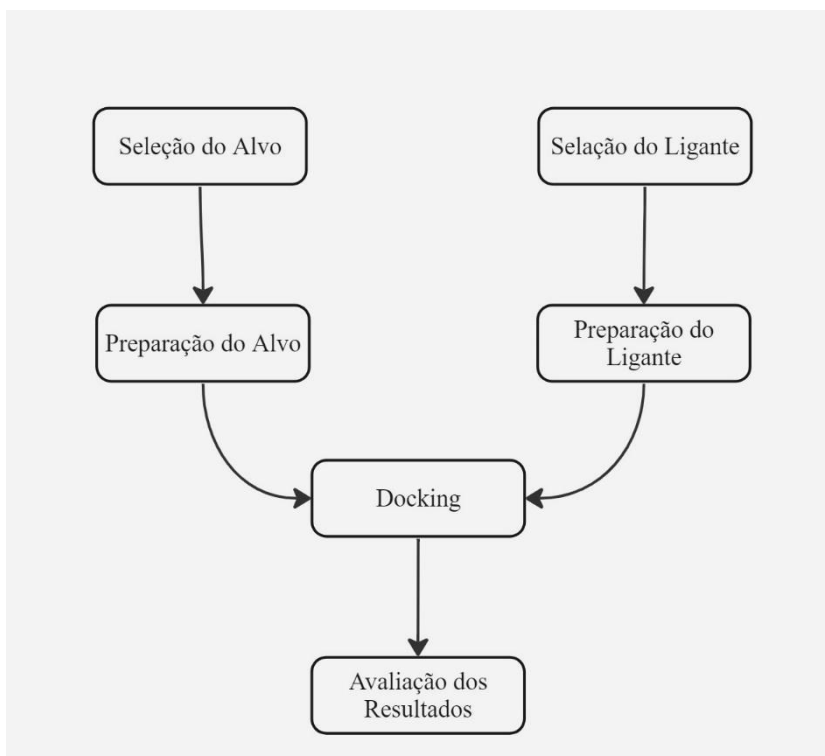 Seleção do Alvo
Selação do Ligante
Preparação do Alvo
Preparação do
Ligante
Docking
Avaliação dos
Resultados